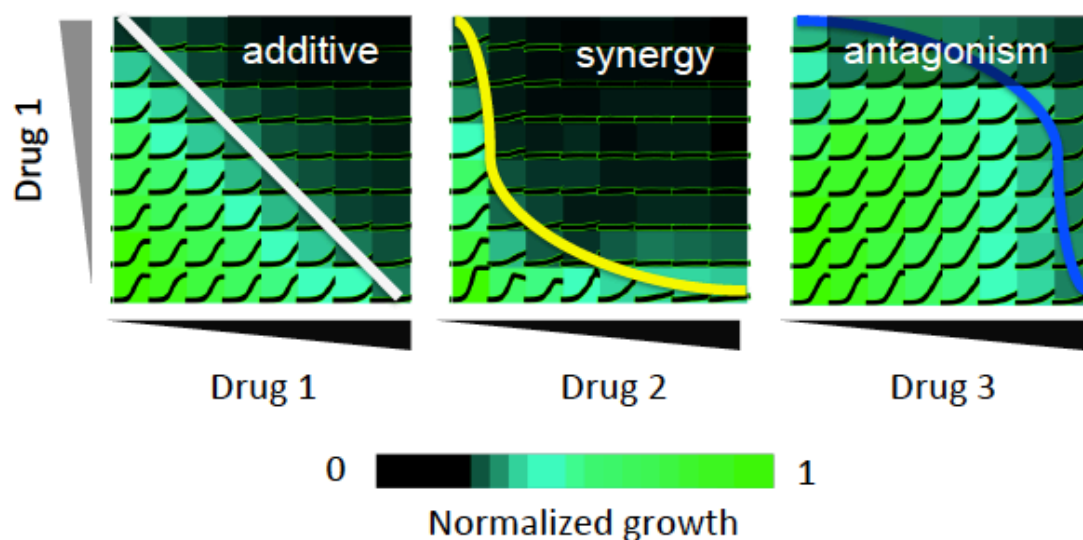 additive
synergy
antagonism
Drug 1
Drug 1
Drug 2
Drug 3
0
1
Normalized growth